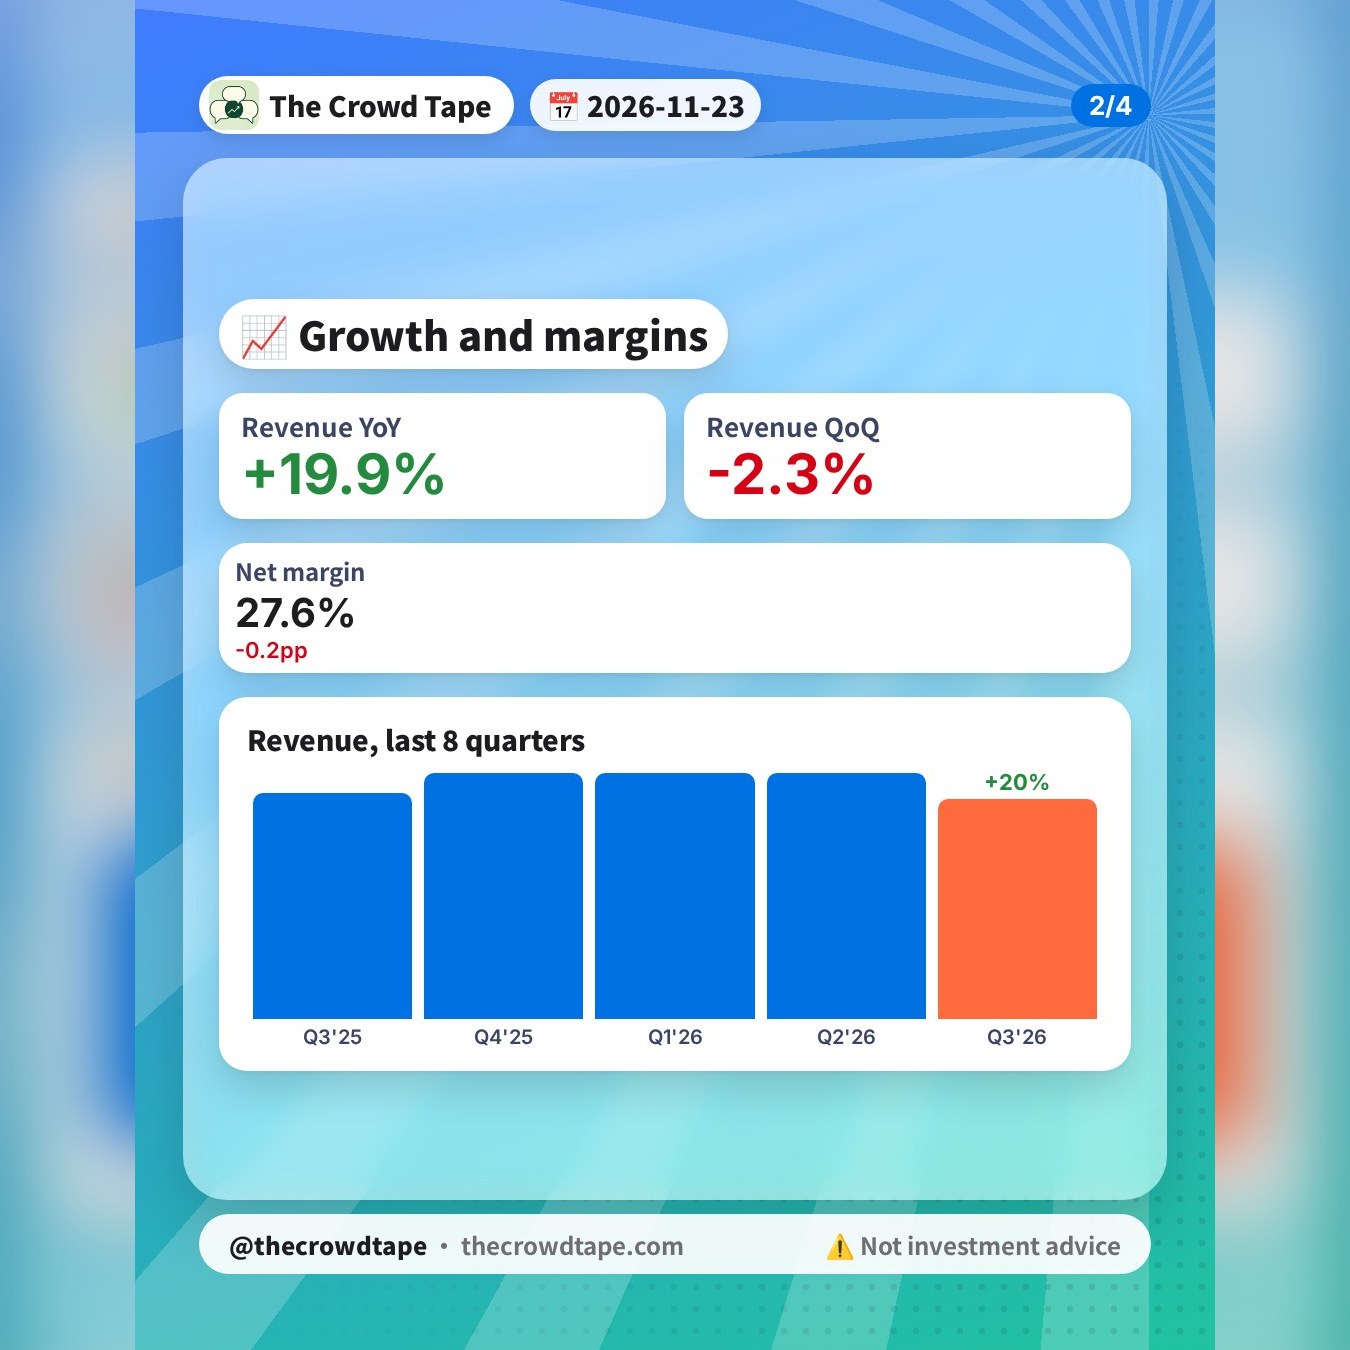 The Crowd Tape
📅 2026-11-23
2/4
📈 Growth and margins
Revenue YoY
+19.9%
Revenue QoQ
-2.3%
Net margin
27.6%
-0.2pp
Revenue, last 8 quarters
+20%
Q3'25
Q4'25
Q1'26
Q2'26
Q3'26
@thecrowdtape • thecrowdtape.com
⚠️ Not investment advice